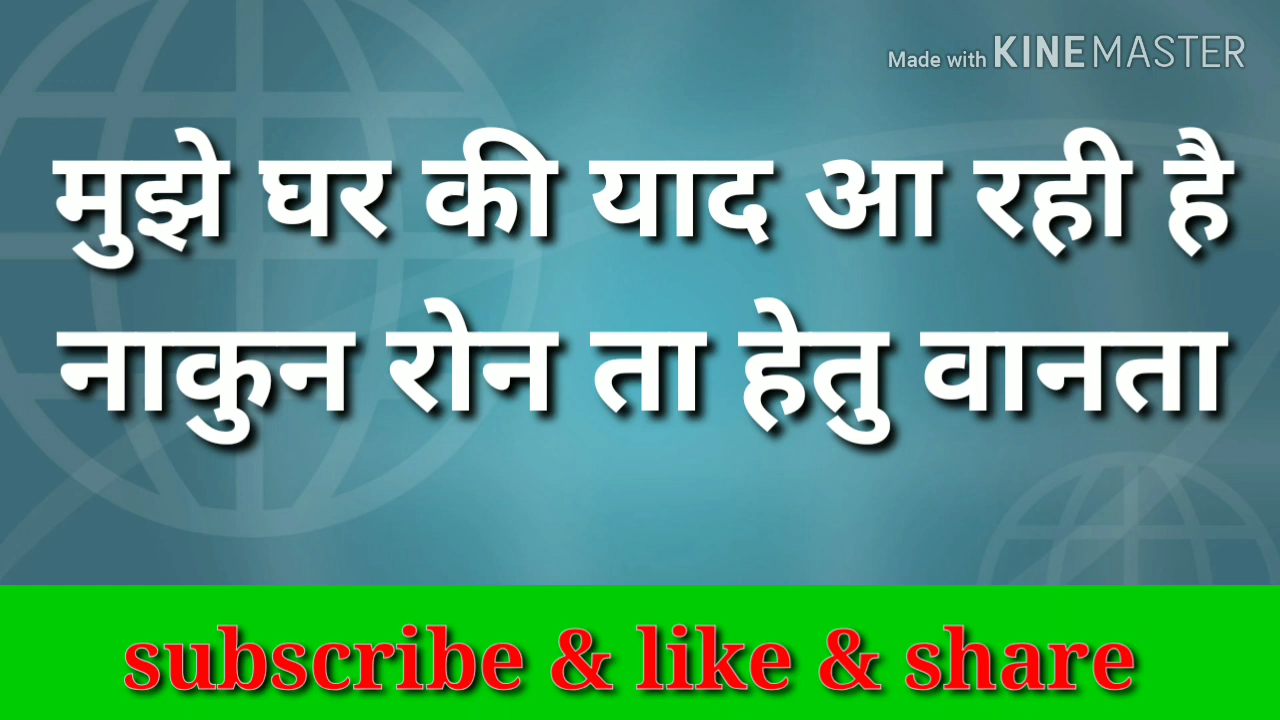 Made with KINEMASTER
मुझे घर की याद आ रही है
नाकुन रोन ता हेतु वानता
subscribe & like & share